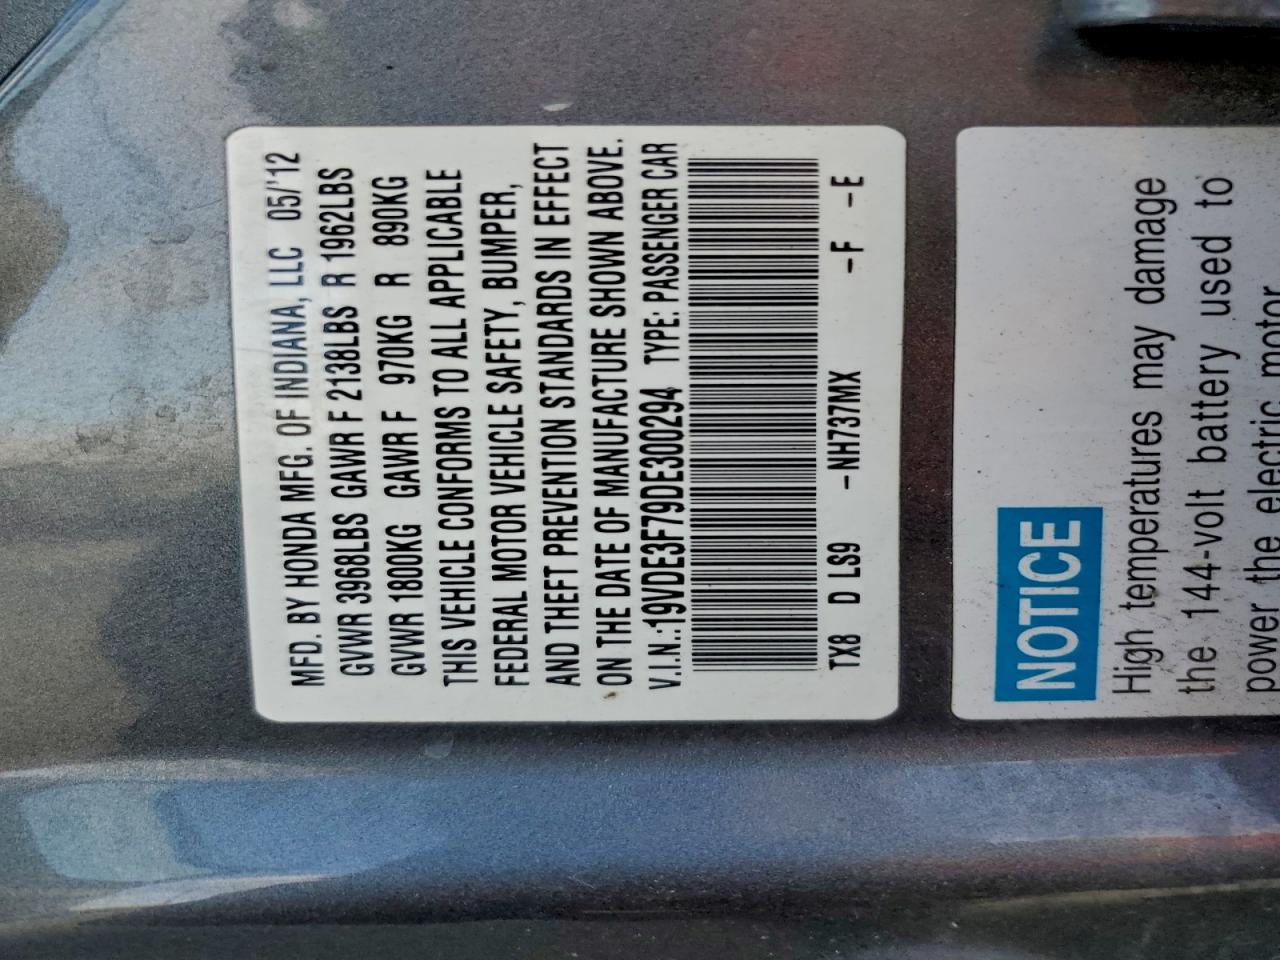 MFD. BY HONDA MFG. OF INDIANA, LLC 05/'12
GVWR 3968LBS GAWR F 2138LBS R 1962LBS
GVWR 1800KG GAWR F 970KG R 890KG
THIS VEHICLE CONFORMS TO ALL APPLICABLE
FEDERAL MOTOR VEHICLE SAFETY, BUMPER,
AND THEFT PREVENTION STANDARDS IN EFFECT
ON THE DATE OF MANUFACTURE SHOWN ABOVE.
V.I.N.:19VDE3F79DE300294 TYPE: PASSENGER CAR
TX8 D LS9 -NH737MX -F -E
NOTICE
High temperatures may damage
the 144-volt battery used to
power the electric motor